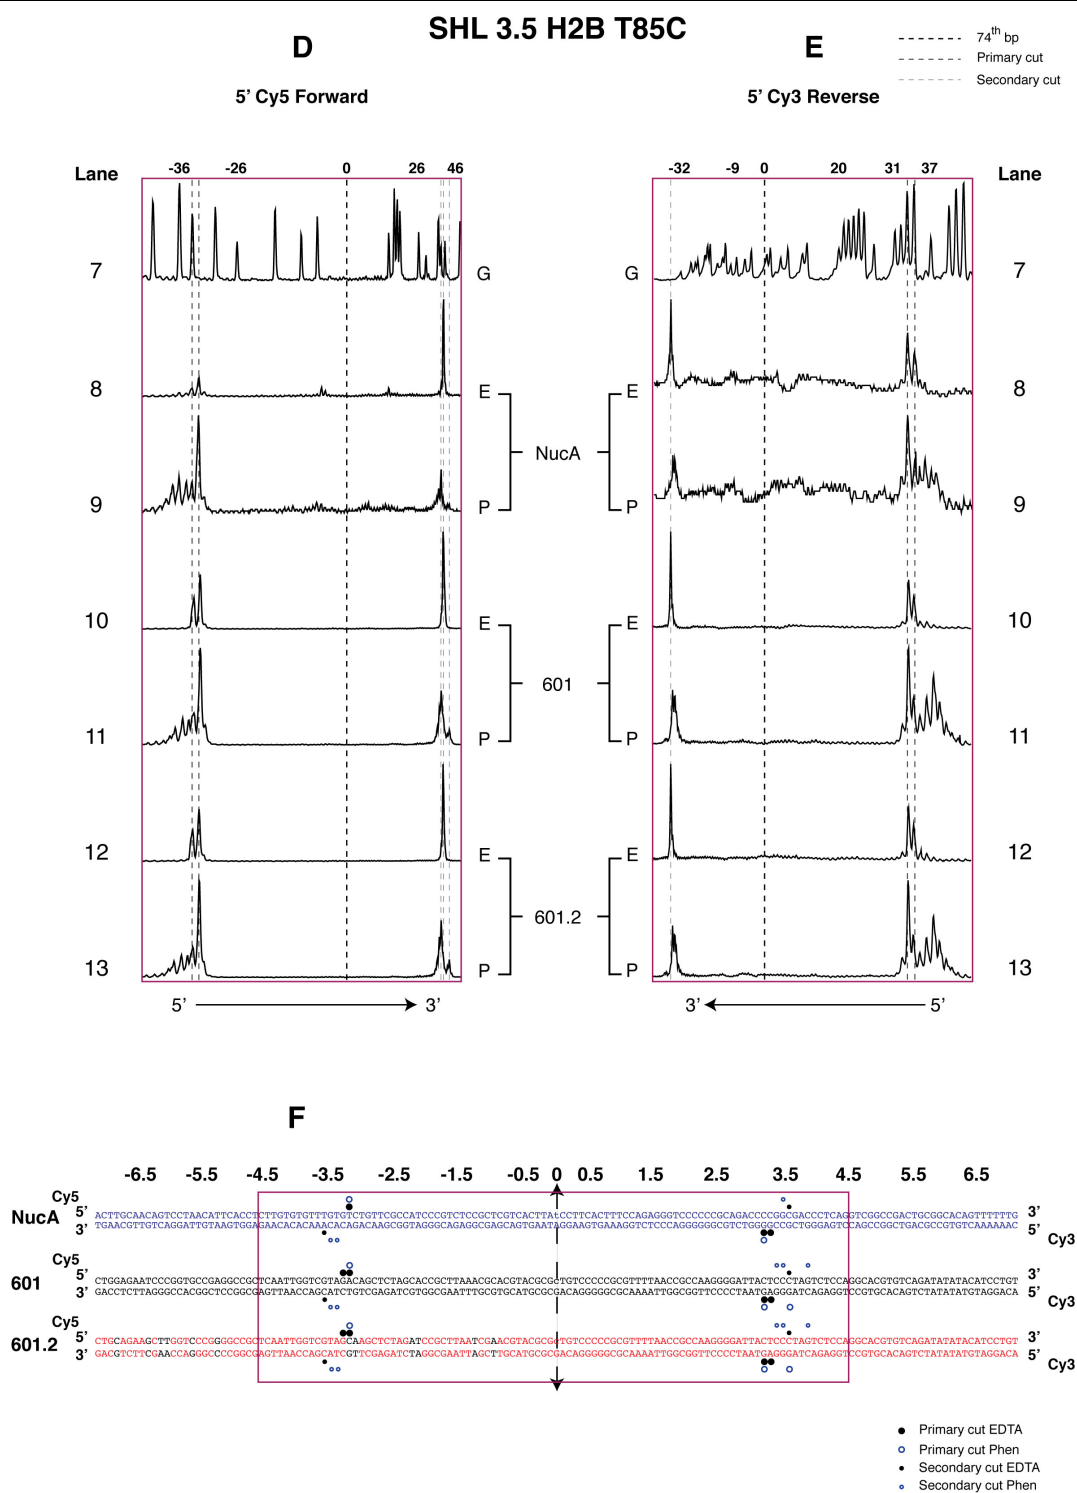 SHL 3.5 H2B T85C
D
E
74th bp
Primary cut
Secondary cut
5’ Cy5 Forward
5’ Cy3 Reverse
Lane
-36 -26 0 26 46
-32 -9 0 20 31 37
Lane
7 G G 7
8 E E 8
NucA
9 P P 9
10 E E 10
601
11 P P 11
12 E E 12
601.2
13 P P 13
5’ 3’
3’ 5’
F
-6.5 -5.5 -4.5 -3.5 -2.5 -1.5 -0.5 0 0.5 1.5 2.5 3.5 4.5 5.5 6.5
Cy5
NucA
5’ ACTTGCAACAGTCCTAACATTCACCTCTTGTGTGTTTGTGTGTCTGTTCGCCATCCCGTCTCCGCTCGTCACTTAtCCTTCACTTTCCAGAGGGTCCCCCCGCAGACCCCGGCGACCCTCAGGTCGGCCGACTGCGGCACAGTTTTTTG 3’
3’ TGAACGTTGTCAGGATTGTAAGTGGAGAACACACAAACACAGACAAGCGGTAGGGCAGAGGCGAGCAGTGAATAGGAAGTGAAAGGTCTCCCAGGGGGGCGTCTGGGGCCGCTGGGAGTCCAGCCGGCTGACGCCGTGTCAAAAAAC 5’
Cy3
Cy5
601
5’ CTGGAGAATCCCGGTGCCGAGGCCGCTCAATTGGTCGTAGACAGCTCTAGCACCGCTTAAACGCACGTACGCGcTGTCCCCCGCGTTTTAACCGCCAAGGGGATTACTCCCTAGTCTCCAGGCACGTGTCAGATATATACATCCTGT 3’
3’ GACCTCTTAGGGCCACGGCTCCGGCGAGTTAACCAGCATCTGTCGAGATCGTGGCGAATTTGCGTGCATGCGCGACAGGGGGCGCAAAATTGGCGGTTCCCCTAATGAGGGATCAGAGGTCCGTGCACAGTCTATATATGTAGGACA 5’
Cy3
Cy5
601.2
5’ CTGCAGAAGCTTGGTCCCGGGGCCGCTCAATTGGTCGTAGCAAGCTCTAGATCCGCTTAATCGAACGTACGCGcTGTCCCCCGCGTTTTAACCGCCAAGGGGATTACTCCCTAGTCTCCAGGCACGTGTCAGATATATACATCCTGT 3’
3’ GACGTCTTCGAACCAGGGCCCCGGCGAGTTAACCAGCATCGTTCGAGATCTAGGCGAATTAGCTTGCATGCGCGACAGGGGGCGCAAAATTGGCGGTTCCCCTAATGAGGGATCAGAGGTCCGTGCACAGTCTATATATGTAGGACA 5’
Cy3
Primary cut EDTA
Primary cut Phen
Secondary cut EDTA
Secondary cut Phen